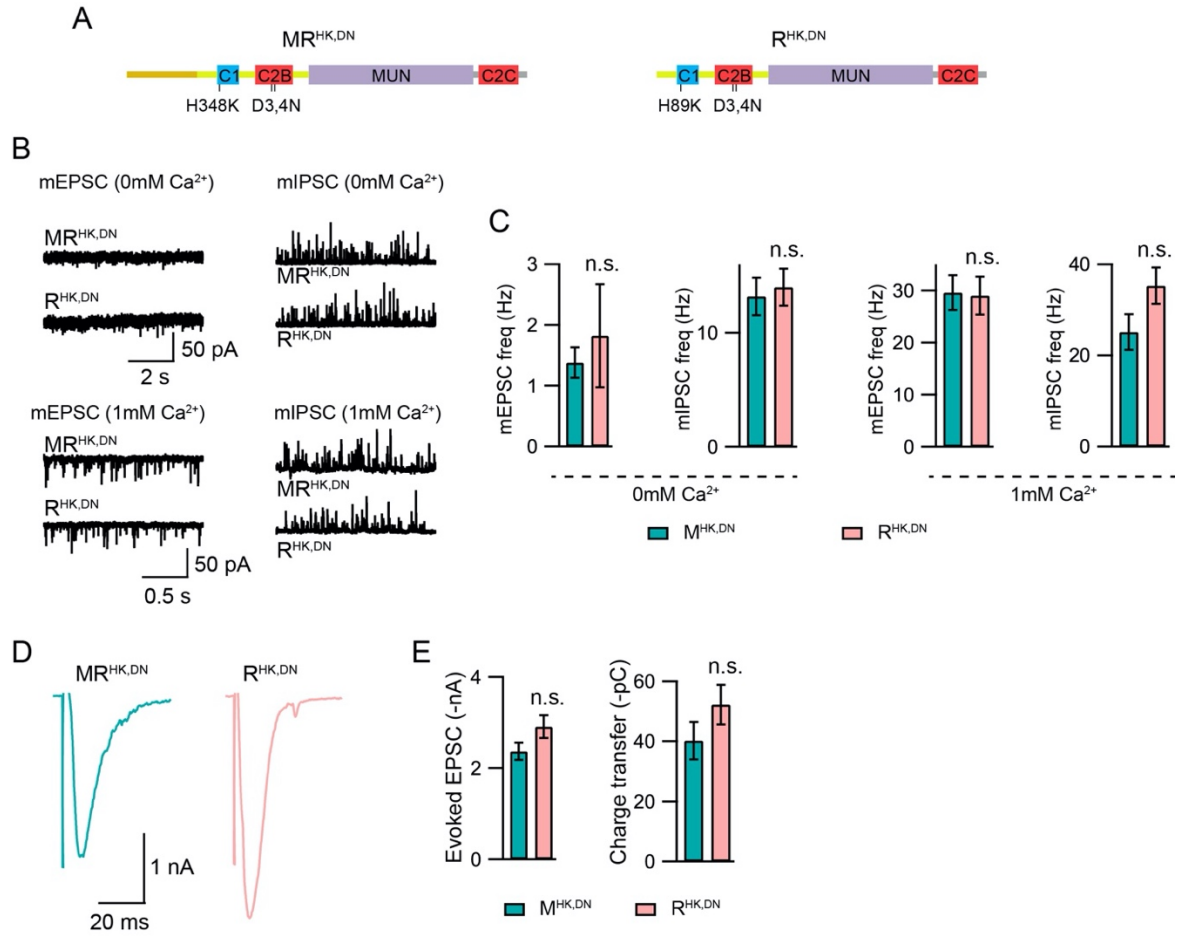 A
MR^HK,DN
R^HK,DN
C1 C2B MUN C2C
C1 C2B MUN C2C
H348K D3,4N
H89K D3,4N
B
mEPSC (0mM Ca²⁺)
mIPSC (0mM Ca²⁺)
MR^HK,DN
MR^HK,DN
R^HK,DN
R^HK,DN
50 pA
2 s
mEPSC (1mM Ca²⁺)
mIPSC (1mM Ca²⁺)
MR^HK,DN
MR^HK,DN
R^HK,DN
R^HK,DN
50 pA
0.5 s
C
mEPSC freq (Hz)
3
2
1
0
n.s.
mIPSC freq (Hz)
10
0
n.s.
mEPSC freq (Hz)
30
20
10
0
n.s.
mIPSC freq (Hz)
40
20
0
n.s.
0mM Ca²⁺
1mM Ca²⁺
M^HK,DN
R^HK,DN
D
MR^HK,DN
R^HK,DN
1 nA
20 ms
E
Evoked EPSC (-nA)
4
2
0
n.s.
Charge transfer (-pC)
60
40
20
0
n.s.
M^HK,DN
R^HK,DN